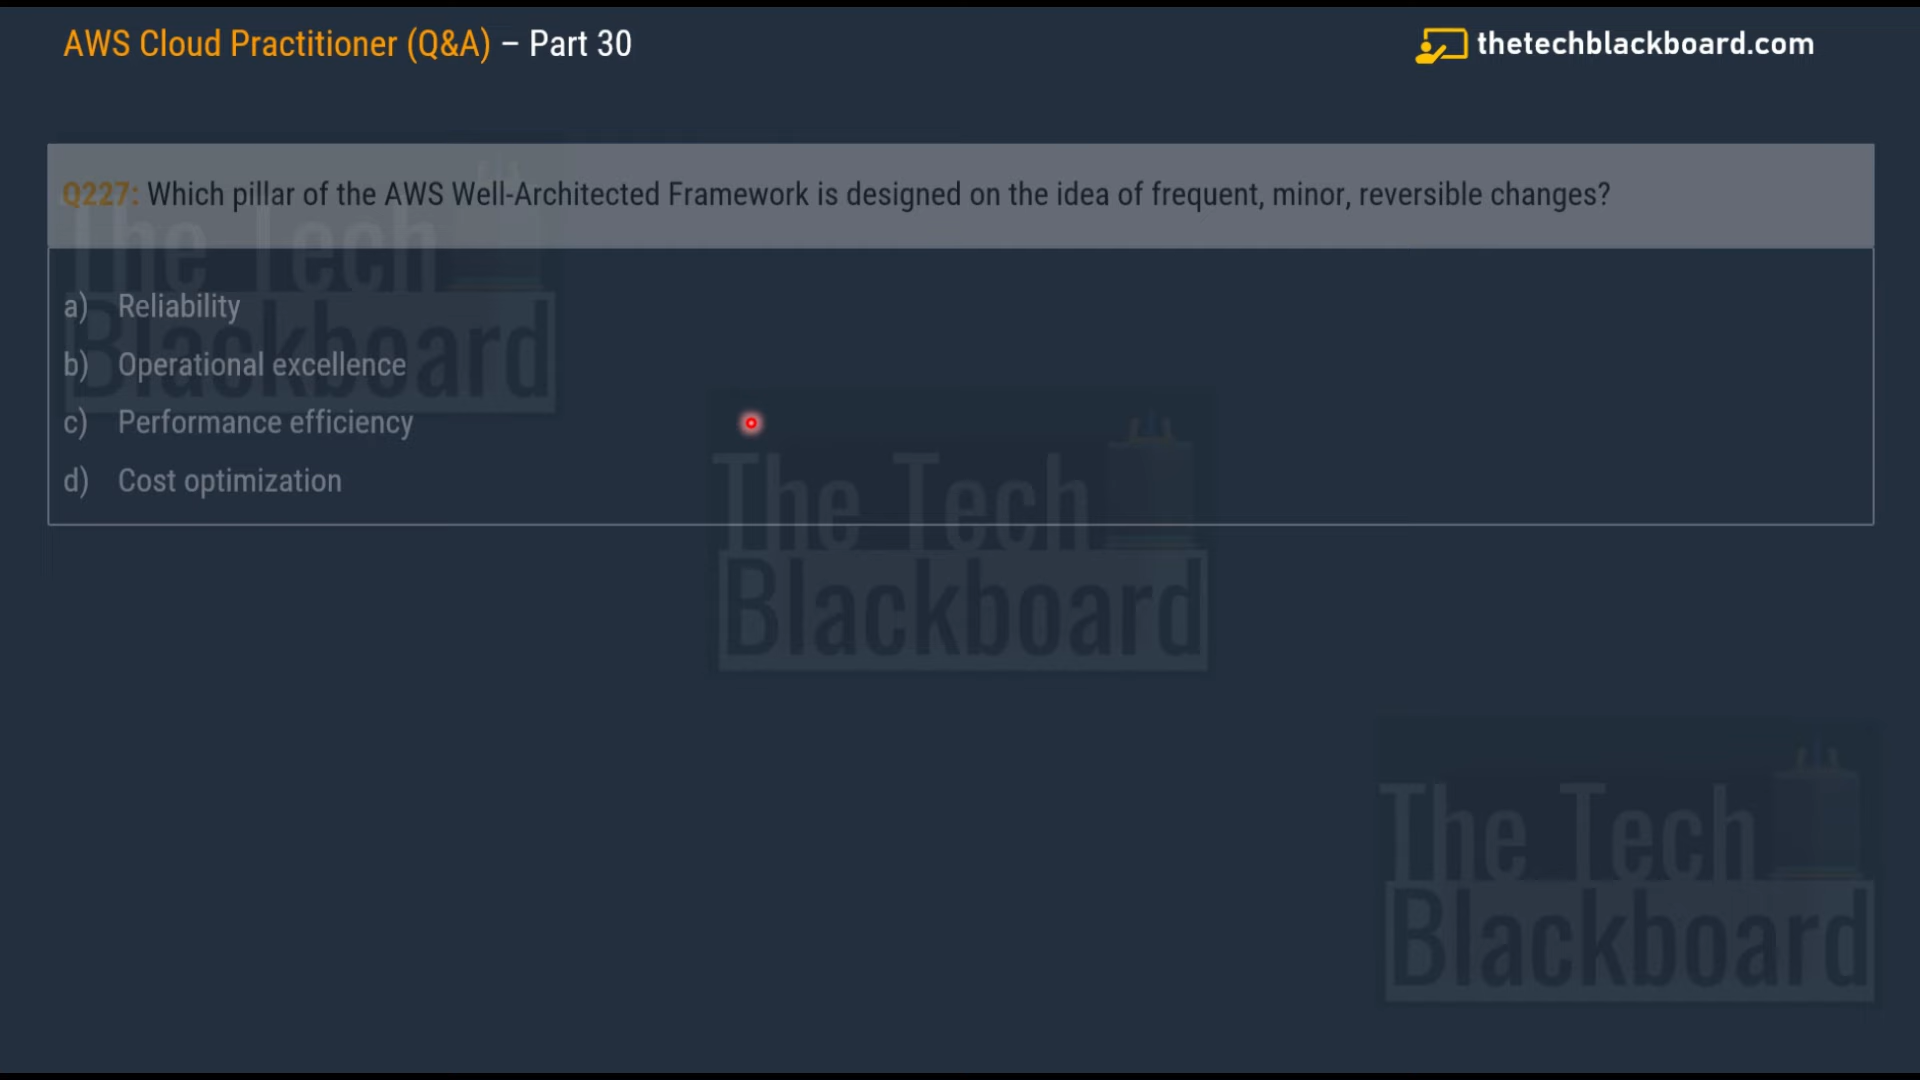 AWS Cloud Practitioner (Q&A) – Part 30
thetechblackboard.com
Q227: Which pillar of the AWS Well-Architected Framework is designed on the idea of frequent, minor, reversible changes?
a) Reliability
b) Operational excellence
c) Performance efficiency
d) Cost optimization
The Tech
Blackboard
The Tech
Blackboard
The Tech
Blackboard